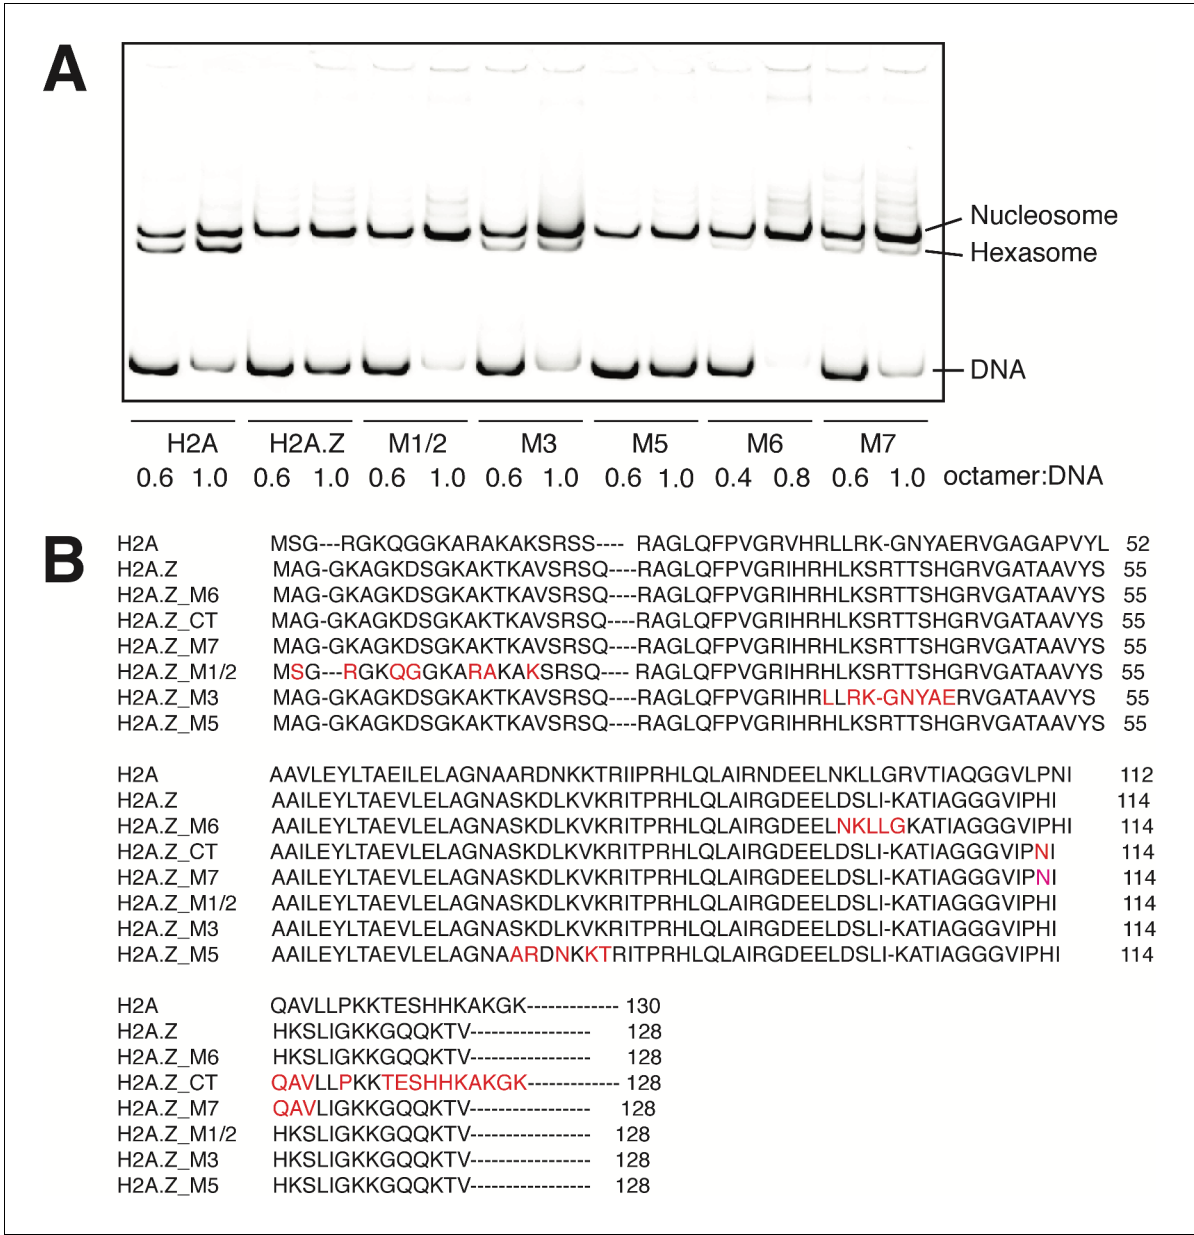 A
Nucleosome
Hexasome
DNA
H2A H2A.Z M1/2 M3 M5 M6 M7
0.6 1.0 0.6 1.0 0.6 1.0 0.6 1.0 0.6 1.0 0.4 0.8 0.6 1.0 octamer:DNA
B
H2A MSG---RGKQGGKARAKAKSRSS---- RAGLQFPVGRVHRLLRK-GNYAERVGAGAPVYL 52
H2A.Z MAG-GKAGKDSGKAKTKAVSRSQ----RAGLQFPVGRIHRHLKSRTTSHGRVGATAAVYS 55
H2A.Z_M6 MAG-GKAGKDSGKAKTKAVSRSQ----RAGLQFPVGRIHRHLKSRTTSHGRVGATAAVYS 55
H2A.Z_CT MAG-GKAGKDSGKAKTKAVSRSQ----RAGLQFPVGRIHRHLKSRTTSHGRVGATAAVYS 55
H2A.Z_M7 MAG-GKAGKDSGKAKTKAVSRSQ----RAGLQFPVGRIHRHLKSRTTSHGRVGATAAVYS 55
H2A.Z_M1/2 MSG---RGKQGGKARAKAKSRSQ---- RAGLQFPVGRIHRHLKSRTTSHGRVGATAAVYS 55
H2A.Z_M3 MAG-GKAGKDSGKAKTKAVSRSQ----RAGLQFPVGRIHRLLRK-GNYAERVGATAAVYS 55
H2A.Z_M5 MAG-GKAGKDSGKAKTKAVSRSQ----RAGLQFPVGRIHRHLKSRTTSHGRVGATAAVYS 55
H2A AAVLEYLTAEILELAGNAARDNKKTRIIPRHLQLAIRNDEELNKLLGRVTIAQGGVLPNI 112
H2A.Z AAILEYLTAEVLELAGNASKDLKVKRITPRHLQLAIRGDEELDSLI-KATIAGGGVIPHI 114
H2A.Z_M6 AAILEYLTAEVLELAGNASKDLKVKRITPRHLQLAIRGDEELNKLLGKATIAGGGVIPHI 114
H2A.Z_CT AAILEYLTAEVLELAGNASKDLKVKRITPRHLQLAIRGDEELDSLI-KATIAGGGVIPNI 114
H2A.Z_M7 AAILEYLTAEVLELAGNASKDLKVKRITPRHLQLAIRGDEELDSLI-KATIAGGGVIPNI 114
H2A.Z_M1/2 AAILEYLTAEVLELAGNASKDLKVKRITPRHLQLAIRGDEELDSLI-KATIAGGGVIPHI 114
H2A.Z_M3 AAILEYLTAEVLELAGNASKDLKVKRITPRHLQLAIRGDEELDSLI-KATIAGGGVIPHI 114
H2A.Z_M5 AAILEYLTAEVLELAGNAARDNKKTRITPRHLQLAIRGDEELDSLI-KATIAGGGVIPHI 114
H2A QAVLLPKKTESHHKAKGK------------- 130
H2A.Z HKSLIGKKGQQKTV----------------- 128
H2A.Z_M6 HKSLIGKKGQQKTV----------------- 128
H2A.Z_CT QAVLLPKKTESHHKAKGK------------- 128
H2A.Z_M7 QAVLIGKKGQQKTV----------------- 128
H2A.Z_M1/2 HKSLIGKKGQQKTV----------------- 128
H2A.Z_M3 HKSLIGKKGQQKTV----------------- 128
H2A.Z_M5 HKSLIGKKGQQKTV----------------- 128